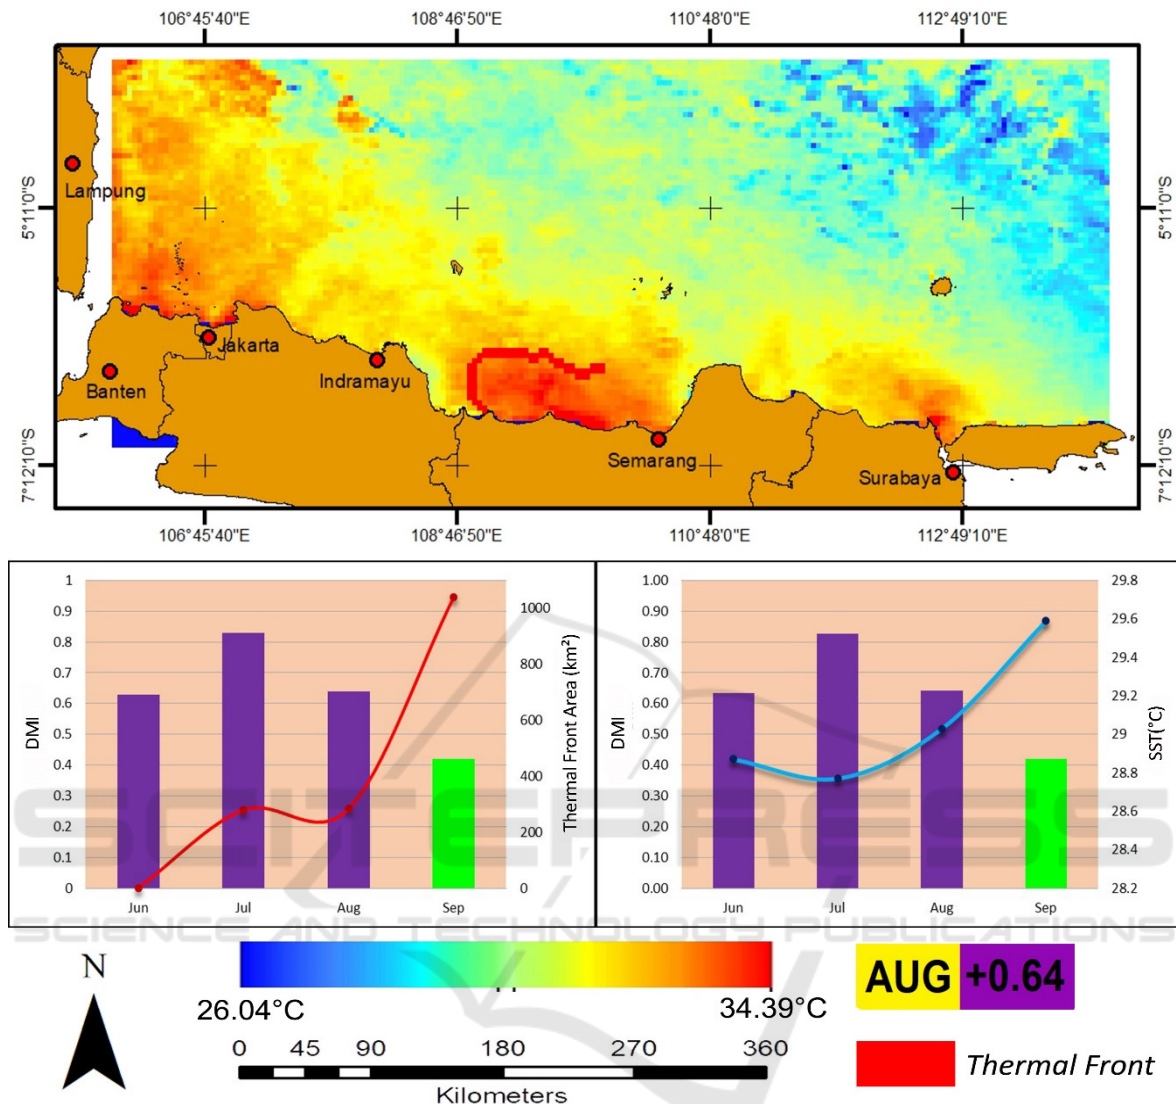 106°45'40"E 108°46'50"E 110°48'0"E 112°49'10"E
5°11'0"S 5°11'0"S
Lampung
Jakarta
Indramayu
Banten
Semarang
Surabaya
7°12'10"S 7°12'10"S
106°45'40"E 108°46'50"E 110°48'0"E 112°49'10"E
DMI
1
0.9
0.8
0.7
0.6
0.5
0.4
0.3
0.2
0.1
0
Thermal Front Area (km²)
1000
800
600
400
200
0
Jun Jul Aug Sep
DMI
1.00
0.90
0.80
0.70
0.60
0.50
0.40
0.30
0.20
0.10
0.00
SST(°C)
29.8
29.6
29.4
29.2
29
28.8
28.6
28.4
28.2
Jun Jul Aug Sep
SCITEPRESS
SCIENCE AND TECHNOLOGY PUBLICATIONS
N
26.04°C 34.39°C
0 45 90 180 270 360
Kilometers
AUG +0.64
Thermal Front